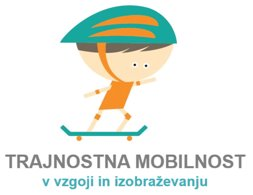 TRAJNOSTNA MOBILNOST
v vzgoji in izobraževanju